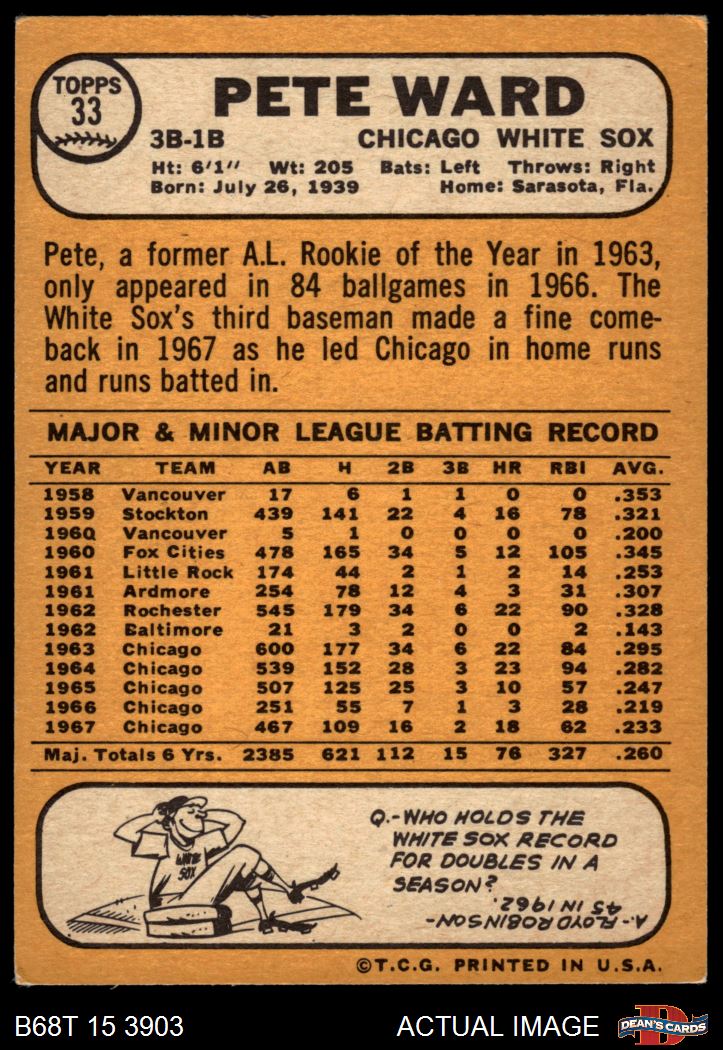 TOPPS
33
PETE WARD
3B-1B CHICAGO WHITE SOX
Ht: 6'1" Wt: 205 Bats: Left Throws: Right
Born: July 26, 1939 Home: Sarasota, Fla.
Pete, a former A.L. Rookie of the Year in 1963,
only appeared in 84 ballgames in 1966. The
White Sox's third baseman made a fine come-
back in 1967 as he led Chicago in home runs
and runs batted in.
MAJOR & MINOR LEAGUE BATTING RECORD
YEAR TEAM AB H 2B 3B HR RBI AVG.
1958 Vancouver 17 6 1 1 0 0 .353
1959 Stockton 439 141 22 4 16 78 .321
1960 Vancouver 5 1 0 0 0 0 .200
1960 Fox Cities 478 165 34 5 12 105 .345
1961 Little Rock 174 44 2 1 2 14 .253
1961 Ardmore 254 78 12 4 3 31 .307
1962 Rochester 545 179 34 6 22 90 .328
1962 Baltimore 21 3 2 0 0 2 .143
1963 Chicago 600 177 34 6 22 84 .295
1964 Chicago 539 152 28 3 23 94 .282
1965 Chicago 507 125 25 3 10 57 .247
1966 Chicago 251 55 7 1 3 28 .219
1967 Chicago 467 109 16 2 18 62 .233
Maj. Totals 6 Yrs. 2385 621 112 15 76 327 .260
WHITE
SOX
Q.-WHO HOLDS THE
WHITE SOX RECORD
FOR DOUBLES IN A
SEASON?
A.-FLOYD ROBINSON-
45 IN 1962.
©T.C.G. PRINTED IN U.S.A.
B68T 15 3903 ACTUAL IMAGE
D
DEAN'S CARDS